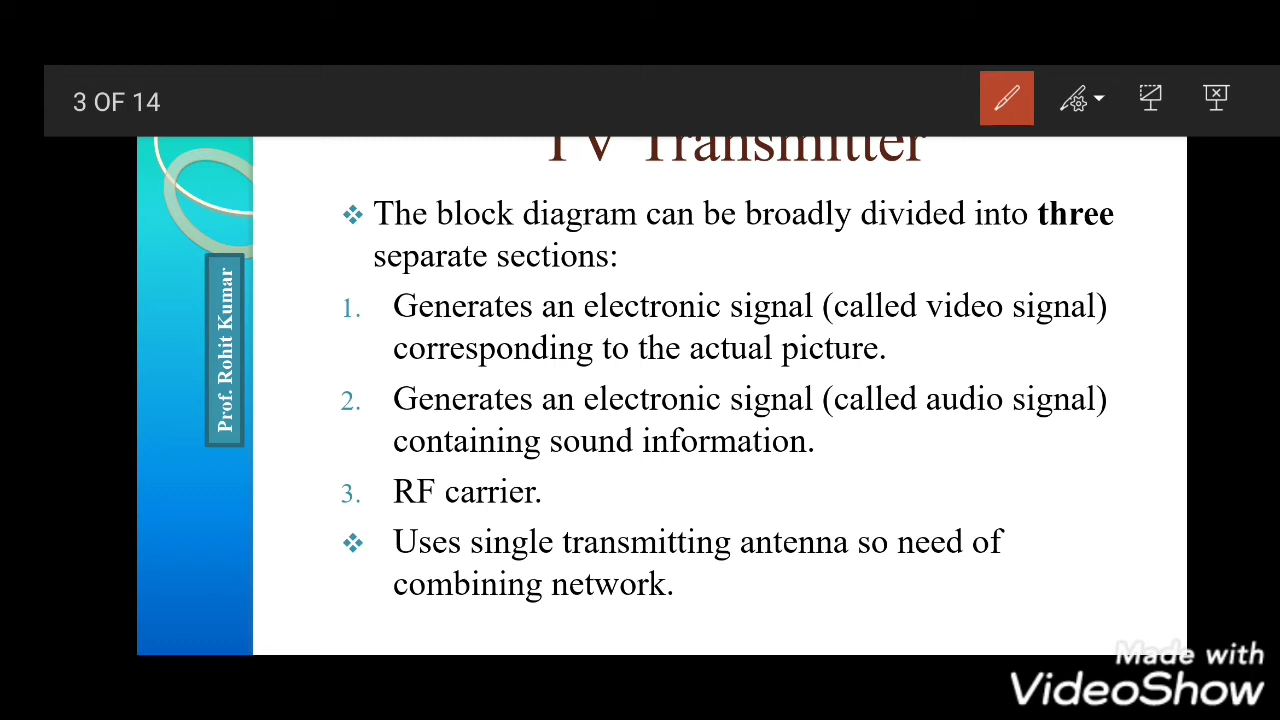 3 OF 14
TV Transmitter
❖ The block diagram can be broadly divided into three
separate sections:
1. Generates an electronic signal (called video signal)
corresponding to the actual picture.
2. Generates an electronic signal (called audio signal)
containing sound information.
3. RF carrier.
❖ Uses single transmitting antenna so need of
combining network.
Prof. Rohit Kumar
Made with
VideoShow